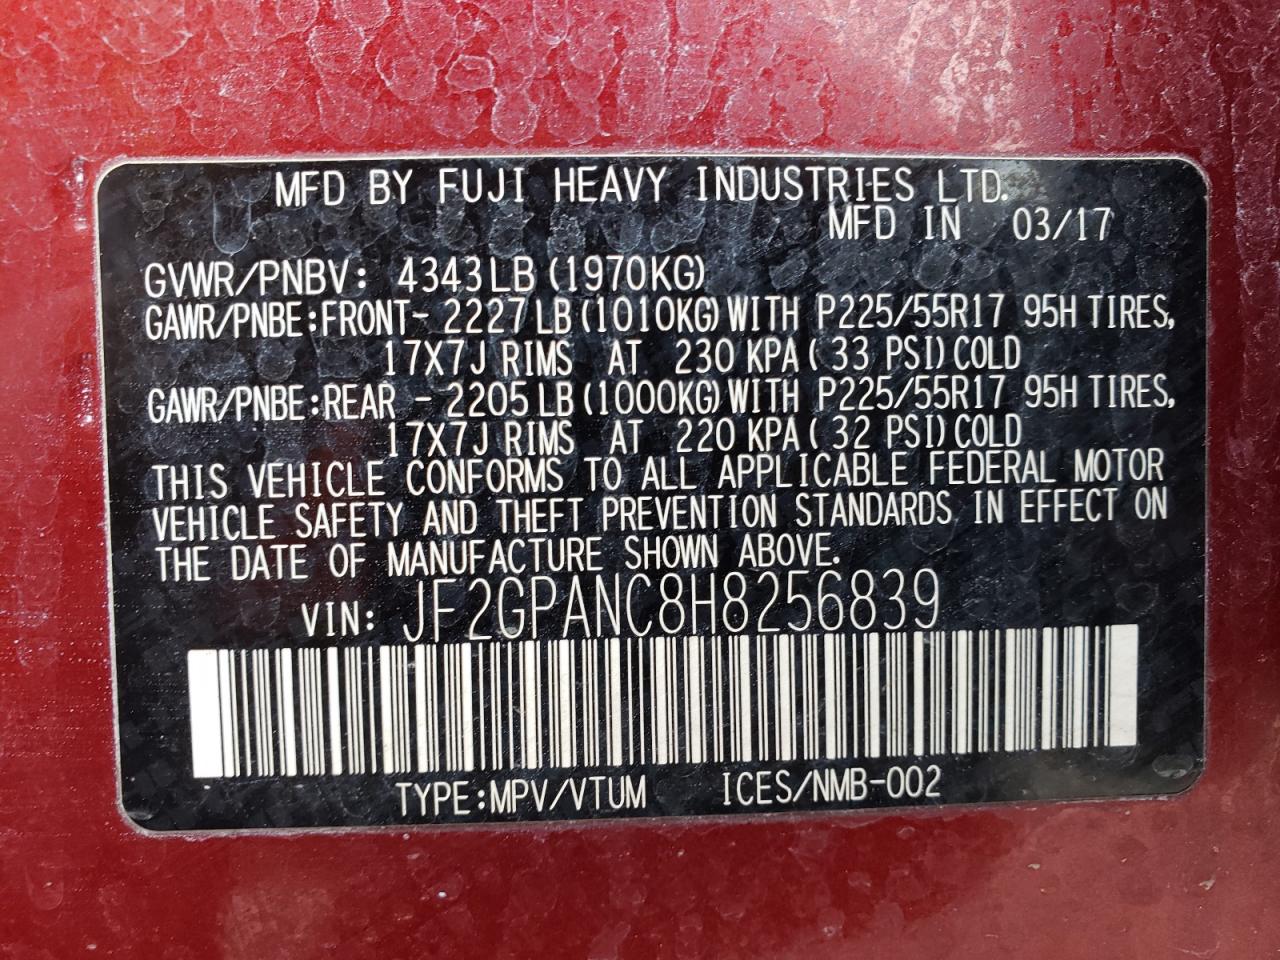 MFD BY FUJI HEAVY INDUSTRIES LTD.
MFD IN 03/17
GVWR/PNBV: 4343LB (1970KG)
GAWR/PNBE:FRONT- 2227LB(1010KG)WITH P225/55R17 95H TIRES,
17X7J RIMS AT 230 KPA( 33 PSI)COLD
GAWR/PNBE:REAR - 2205LB(1000KG)WITH P225/55R17 95H TIRES,
17X7J RIMS AT 220 KPA( 32 PSI)COLD
THIS VEHICLE CONFORMS TO ALL APPLICABLE FEDERAL MOTOR
VEHICLE SAFETY AND THEFT PREVENTION STANDARDS IN EFFECT ON
THE DATE OF MANUFACTURE SHOWN ABOVE.
VIN: JF2GPANC8H8256839
TYPE:MPV/VTUM ICES/NMB-002